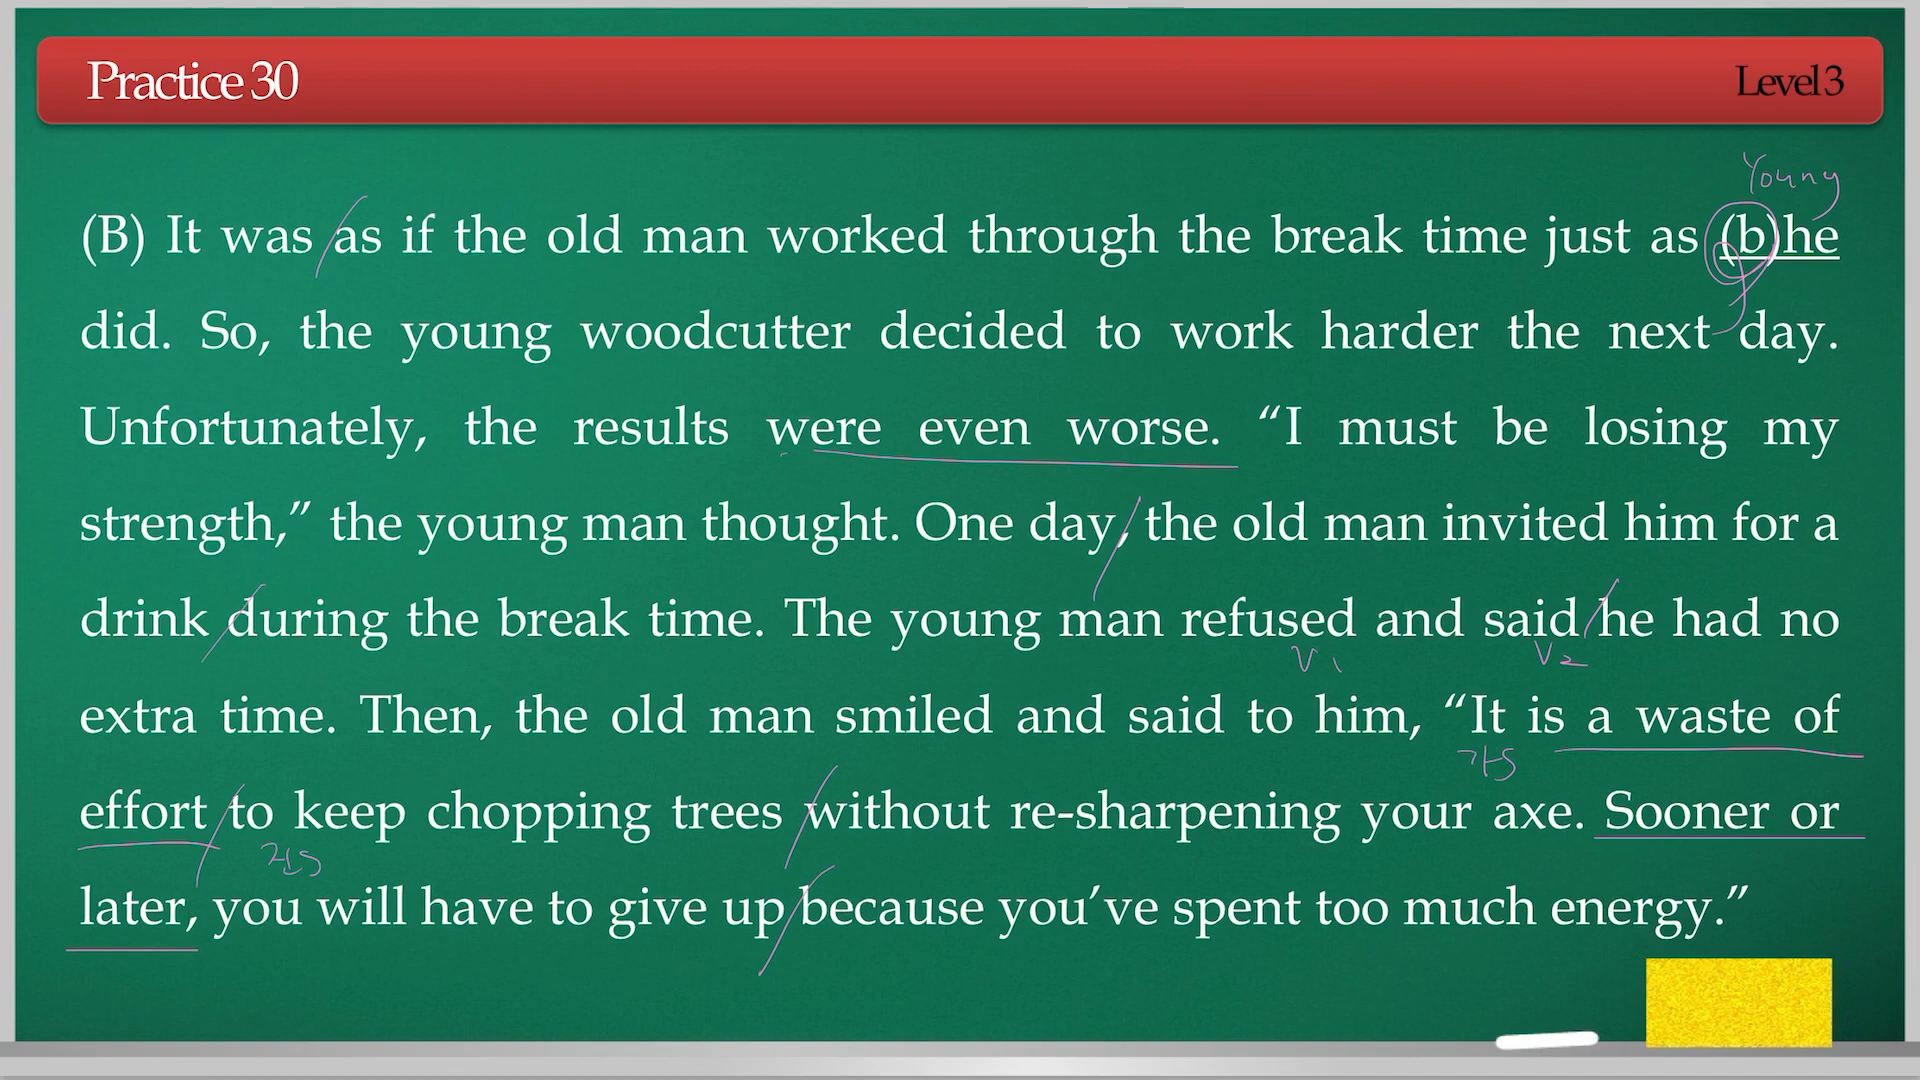 Practice 30
Level 3
Young
(B) It was as if the old man worked through the break time just as (b)he
did. So, the young woodcutter decided to work harder the next day.
Unfortunately, the results were even worse. “I must be losing my
strength,” the young man thought. One day, the old man invited him for a
drink during the break time. The young man refused and said he had no
V1 V2
extra time. Then, the old man smiled and said to him, “It is a waste of
가S
effort to keep chopping trees without re-sharpening your axe. Sooner or
진S
later, you will have to give up because you’ve spent too much energy.”